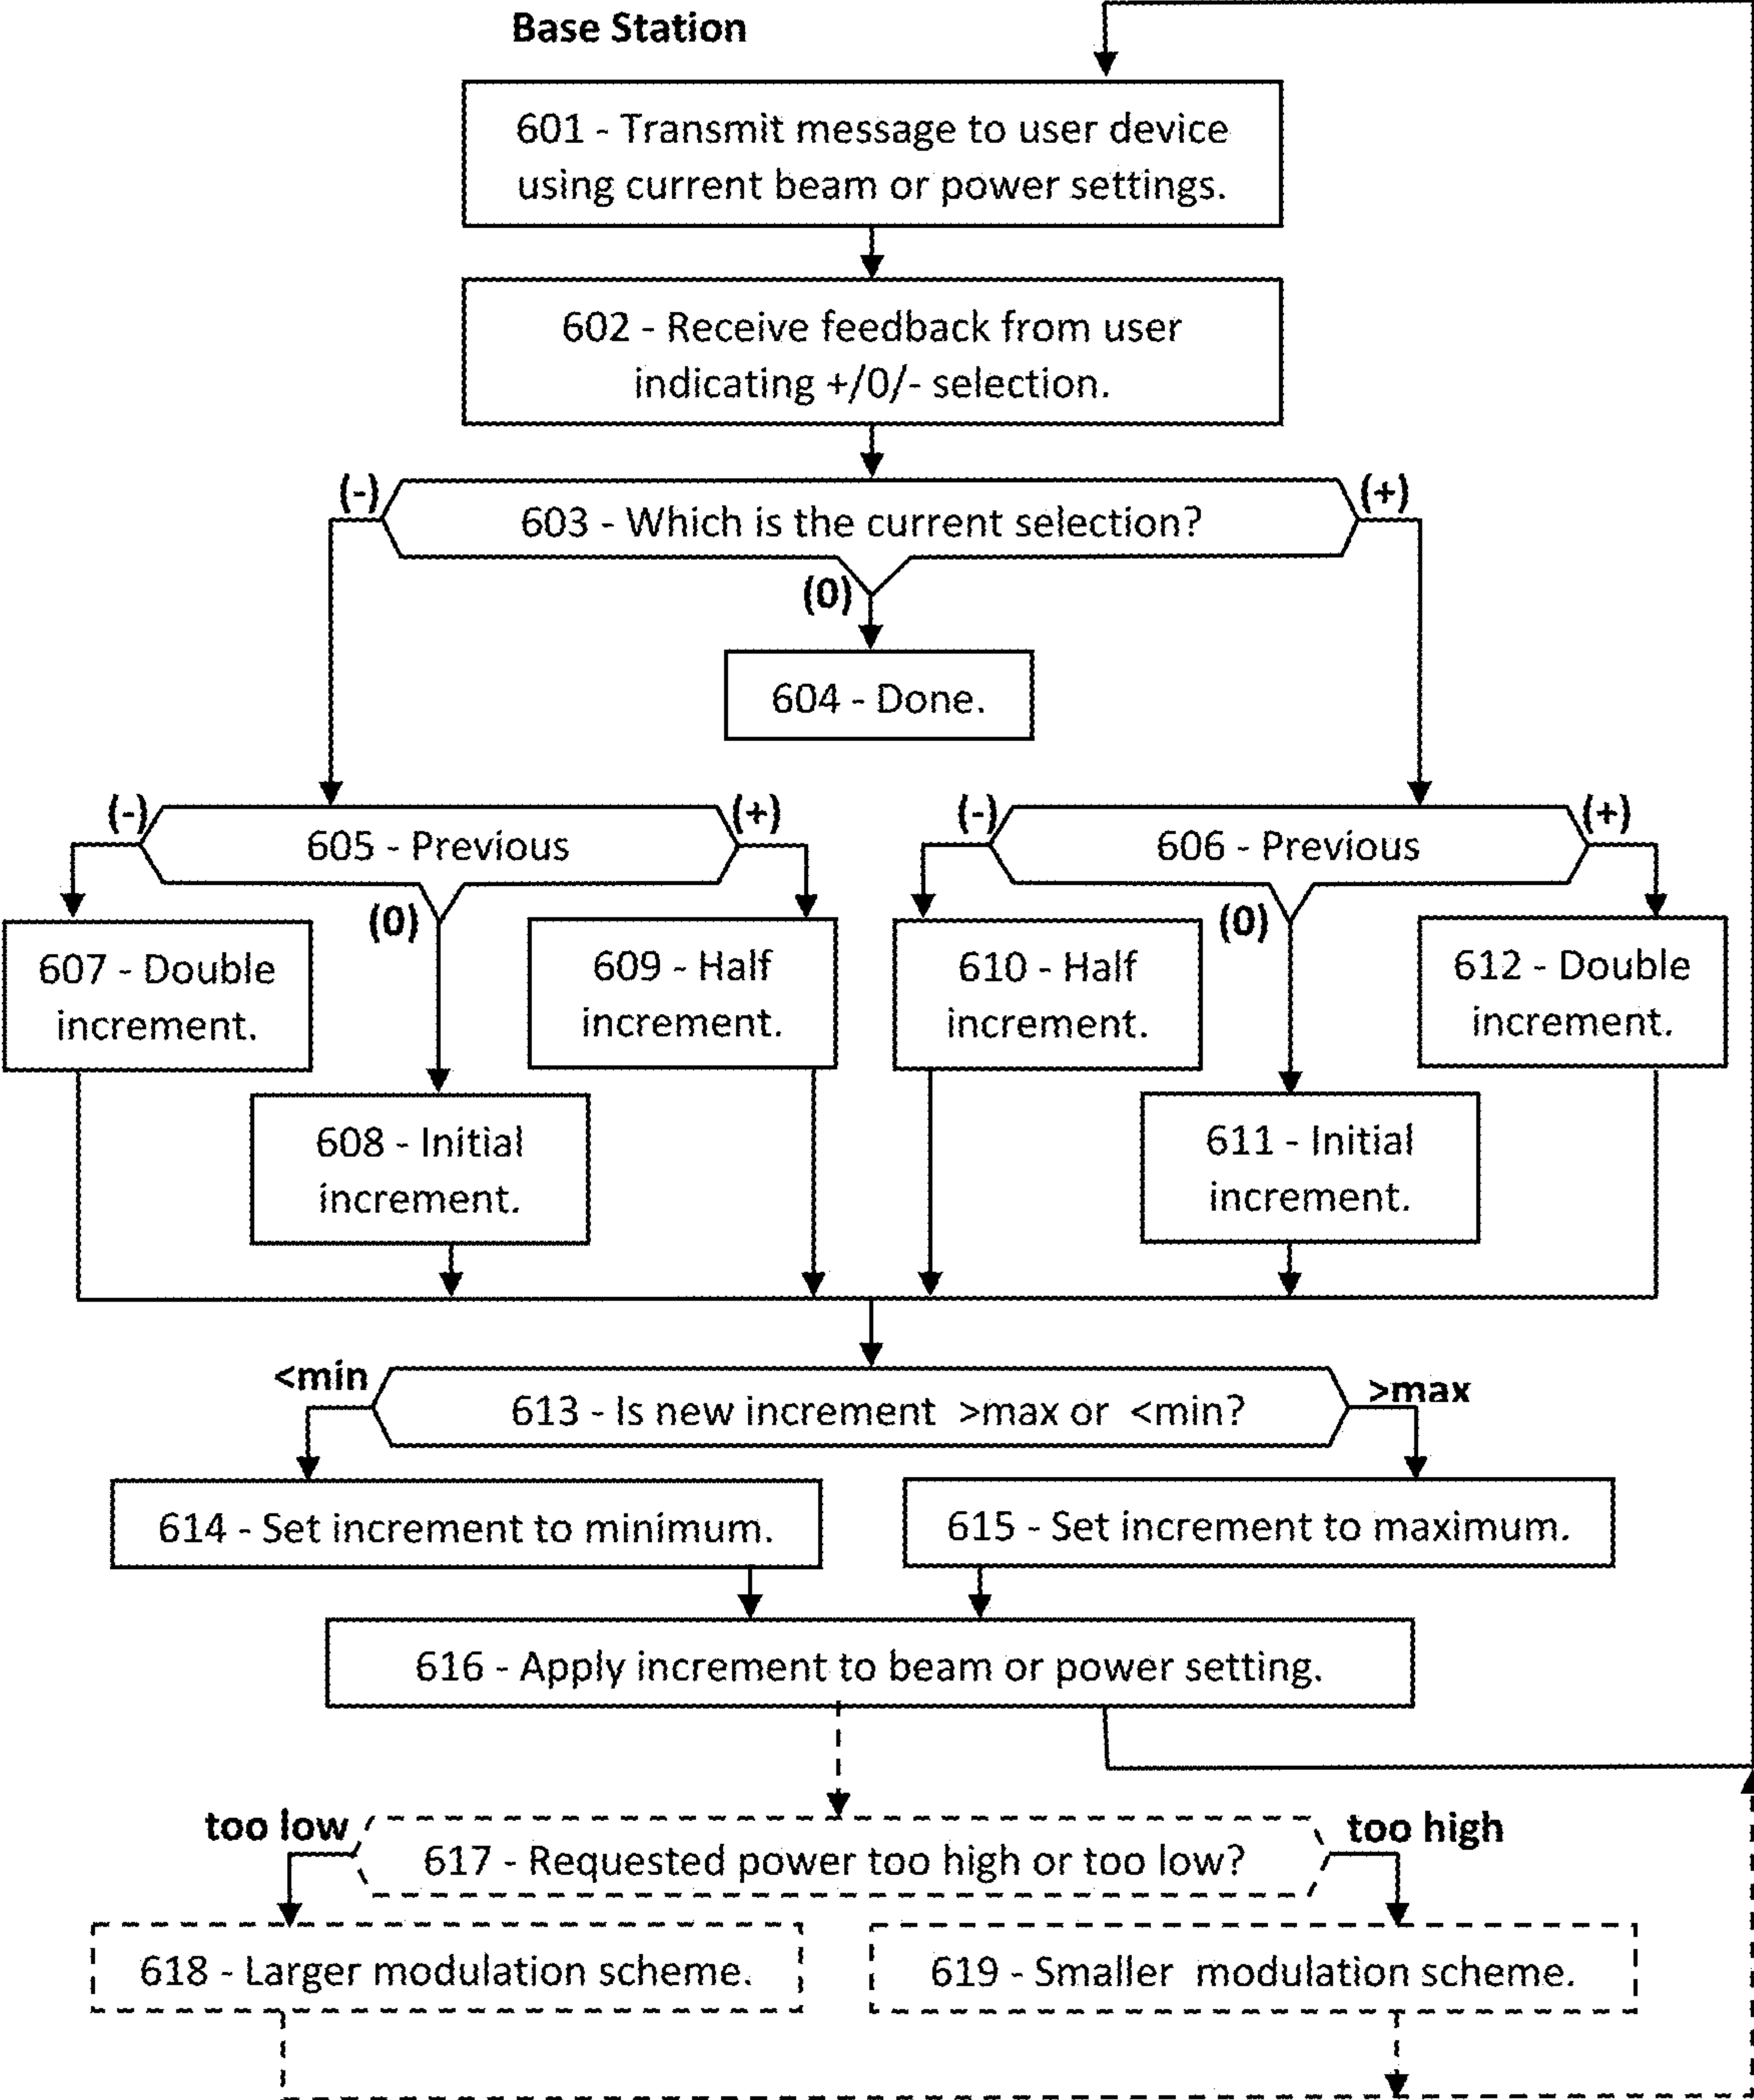 Base Station
601 - Transmit message to user device
using current beam or power settings.
602 - Receive feedback from user
indicating +/0/- selection.
(-)
603 - Which is the current selection?
(+)
(0)
604 - Done.
(-)
605 - Previous
(+)
(0)
(-)
606 - Previous
(+)
(0)
607 - Double
increment.
609 - Half
increment.
610 - Half
increment.
612 - Double
increment.
608 - Initial
increment.
611 - Initial
increment.
<min
613 - Is new increment >max or <min?
>max
614 - Set increment to minimum.
615 - Set increment to maximum.
616 - Apply increment to beam or power setting.
too low
617 - Requested power too high or too low?
too high
618 - Larger modulation scheme.
619 - Smaller modulation scheme.